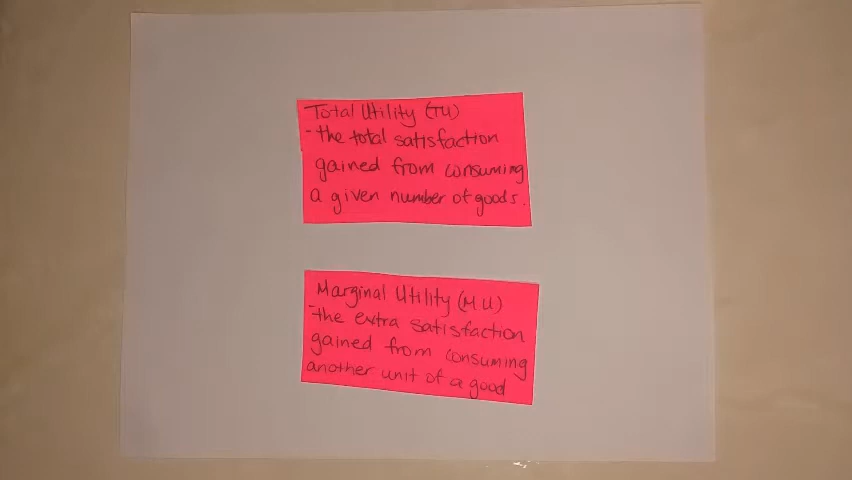 Total Utility (TU)
- the total satisfaction
gained from consuming
a given number of goods.
Marginal Utility (MU)
- the extra satisfaction
gained from consuming
another unit of a good